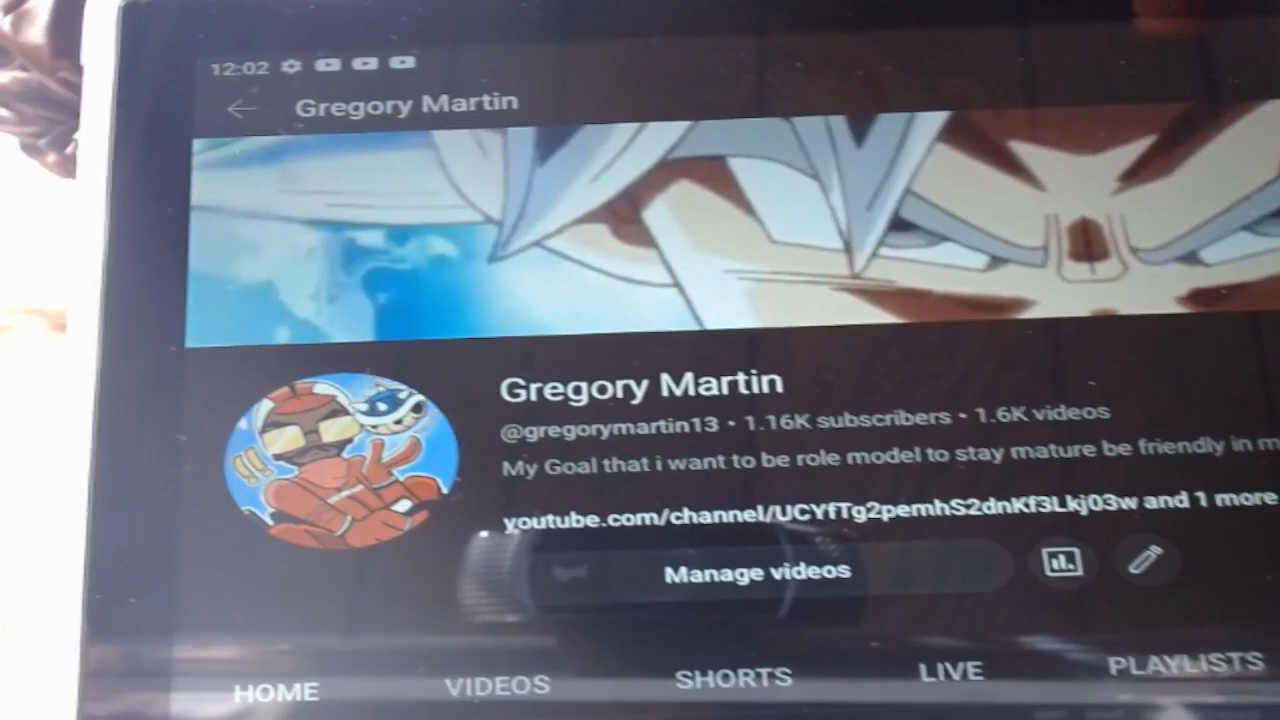 12:02
Gregory Martin
Gregory Martin
@gregorymartin13 • 1.16K subscribers • 1.6K videos
My Goal that i want to be role model to stay mature be friendly in m
youtube.com/channel/UCYfTg2pemhS2dnKf3Lkj03w and 1 more
Manage videos
HOME VIDEOS SHORTS LIVE PLAYLISTS